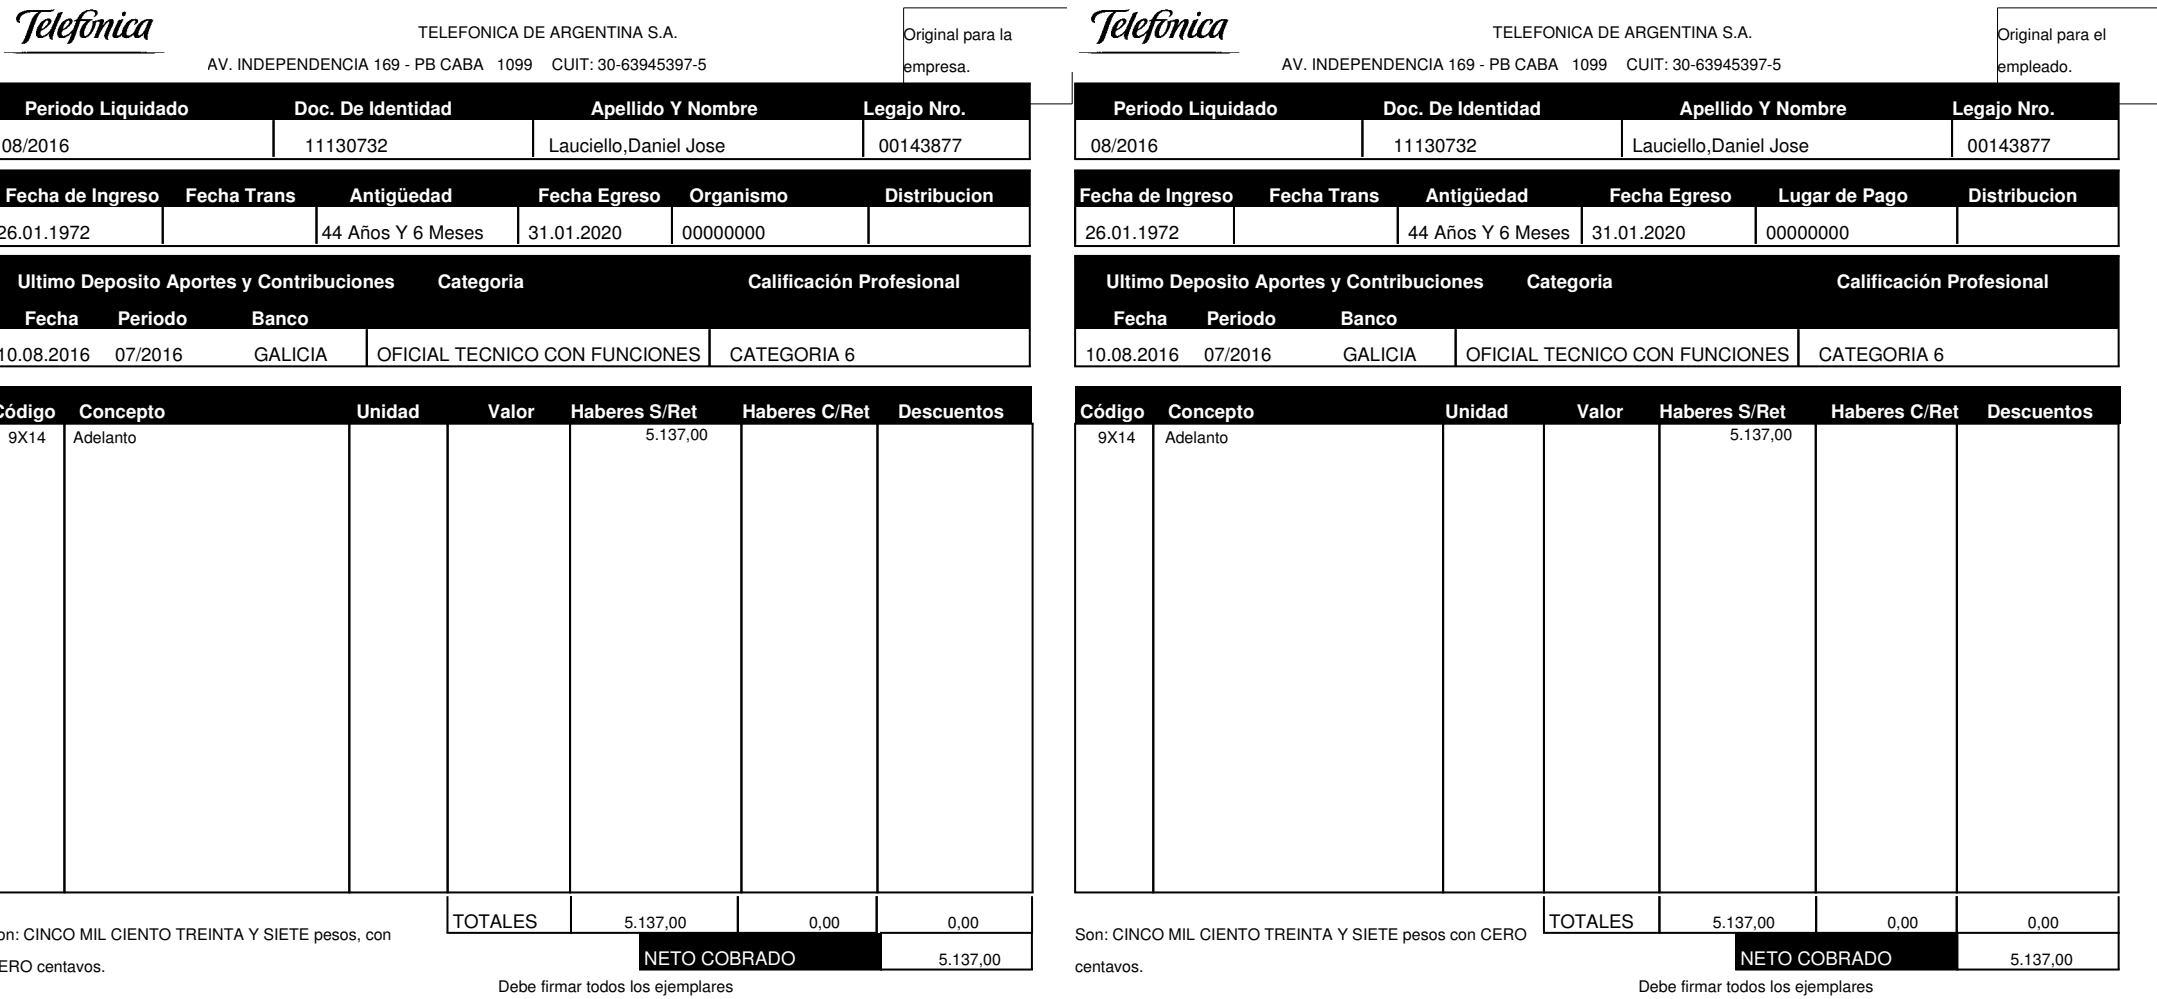 Telefónica
TELEFONICA DE ARGENTINA S.A.
Original para la
AV. INDEPENDENCIA 169 - PB CABA 1099 CUIT: 30-63945397-5
empresa.
Periodo Liquidado Doc. De Identidad Apellido Y Nombre Legajo Nro.
08/2016 11130732 Lauciello,Daniel Jose 00143877
Fecha de Ingreso Fecha Trans Antigüedad Fecha Egreso Organismo Distribucion
26.01.1972 44 Años Y 6 Meses 31.01.2020 00000000
Ultimo Deposito Aportes y Contribuciones Categoria Calificación Profesional
Fecha Periodo Banco
10.08.2016 07/2016 GALICIA OFICIAL TECNICO CON FUNCIONES CATEGORIA 6
Código Concepto Unidad Valor Haberes S/Ret Haberes C/Ret Descuentos
9X14 Adelanto 5.137,00
TOTALES 5.137,00 0,00 0,00
on: CINCO MIL CIENTO TREINTA Y SIETE pesos, con
ERO centavos.
NETO COBRADO 5.137,00
Debe firmar todos los ejemplares
Telefónica
TELEFONICA DE ARGENTINA S.A.
Original para el
AV. INDEPENDENCIA 169 - PB CABA 1099 CUIT: 30-63945397-5
empleado.
Periodo Liquidado Doc. De Identidad Apellido Y Nombre Legajo Nro.
08/2016 11130732 Lauciello,Daniel Jose 00143877
Fecha de Ingreso Fecha Trans Antigüedad Fecha Egreso Lugar de Pago Distribucion
26.01.1972 44 Años Y 6 Meses 31.01.2020 00000000
Ultimo Deposito Aportes y Contribuciones Categoria Calificación Profesional
Fecha Periodo Banco
10.08.2016 07/2016 GALICIA OFICIAL TECNICO CON FUNCIONES CATEGORIA 6
Código Concepto Unidad Valor Haberes S/Ret Haberes C/Ret Descuentos
9X14 Adelanto 5.137,00
TOTALES 5.137,00 0,00 0,00
Son: CINCO MIL CIENTO TREINTA Y SIETE pesos con CERO
centavos.
NETO COBRADO 5.137,00
Debe firmar todos los ejemplares